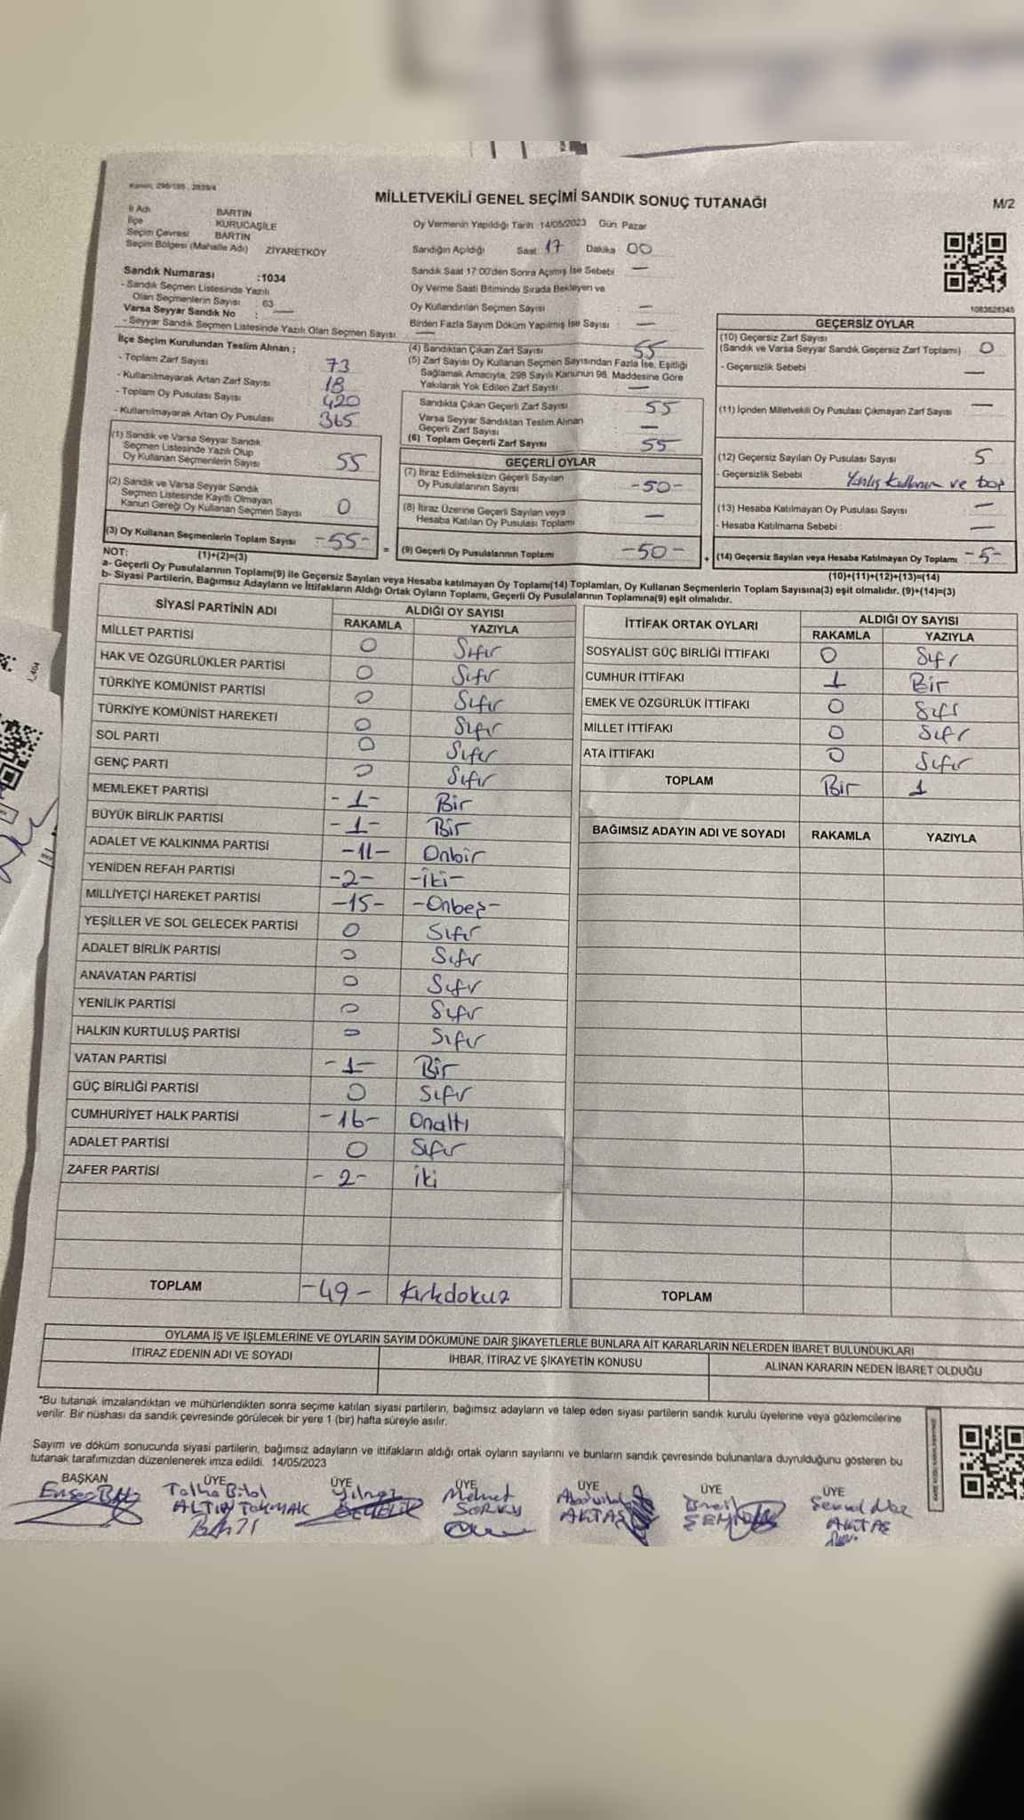 Kanun: 298/105, 2839/4
MİLLETVEKİLİ GENEL SEÇİMİ SANDIK SONUÇ TUTANAĞI
M/2
İl Adı BARTIN
İlçe KURUCAŞİLE
Seçim Çevresi BARTIN
Seçim Bölgesi (Mahalle Adı) ZİYARETKÖY
Oy Vermenin Yapıldığı Tarih 14/05/2023 Gün Pazar
Sandığın Açıldığı Saat 17 Dakika 00
Sandık Saat 17:00'den Sonra Açılmış İse Sebebi —
Oy Verme Saati Bitiminde Sırada Bekleyen ve
Oy Kullandırılan Seçmen Sayısı —
Birden Fazla Sayım Döküm Yapılmış İse Sayısı —
Sandık Numarası :1034
- Sandık Seçmen Listesinde Yazılı
Olan Seçmenlerin Sayısı : 63
Varsa Seyyar Sandık No : —
- Seyyar Sandık Seçmen Listesinde Yazılı Olan Seçmen Sayısı —
İlçe Seçim Kurulundan Teslim Alınan ;
- Toplam Zarf Sayısı 73
- Kullanılmayarak Artan Zarf Sayısı 18
- Toplam Oy Pusulası Sayısı 420
- Kullanılmayarak Artan Oy Pusulası 365
(1) Sandık ve Varsa Seyyar Sandık
Seçmen Listesinde Yazılı Olup
Oy Kullanan Seçmenlerin Sayısı 55
(2) Sandık ve Varsa Seyyar Sandık
Seçmen Listesinde Kayıtlı Olmayan
Kanun Gereği Oy Kullanan Seçmen Sayısı 0
(3) Oy Kullanan Seçmenlerin Toplam Sayısı -55-
(1)+(2)=(3)
(4) Sandıktan Çıkan Zarf Sayısı 55
(5) Zarf Sayısı Oy Kullanan Seçmen Sayısından Fazla İse, Eşitliği
Sağlamak Amacıyla, 298 Sayılı Kanunun 98. Maddesine Göre
Yakılarak Yok Edilen Zarf Sayısı —
Sandıkta Çıkan Geçerli Zarf Sayısı 55
Varsa Seyyar Sandıktan Teslim Alınan
Geçerli Zarf Sayısı —
(6) Toplam Geçerli Zarf Sayısı 55
GEÇERLİ OYLAR
(7) İtiraz Edilmeksizin Geçerli Sayılan
Oy Pusulalarının Sayısı -50-
(8) İtiraz Üzerine Geçerli Sayılan veya
Hesaba Katılan Oy Pusulası Toplamı —
= (9) Geçerli Oy Pusulalarının Toplamı -50-
1083628345
GEÇERSİZ OYLAR
(10) Geçersiz Zarf Sayısı
(Sandık ve Varsa Seyyar Sandık Geçersiz Zarf Toplamı) 0
- Geçersizlik Sebebi —
(11) İçinden Milletvekili Oy Pusulası Çıkmayan Zarf Sayısı —
(12) Geçersiz Sayılan Oy Pusulası Sayısı 5
- Geçersizlik Sebebi Yanlış Kullanım ve boş
(13) Hesaba Katılmayan Oy Pusulası Sayısı —
- Hesaba Katılmama Sebebi : —
+ (14) Geçersiz Sayılan veya Hesaba Katılmayan Oy Toplamı -5-
(10)+(11)+(12)+(13)=(14)
NOT:
a- Geçerli Oy Pusulalarının Toplamı(9) ile Geçersiz Sayılan veya Hesaba katılmayan Oy Toplamı(14) Toplamları, Oy Kullanan Seçmenlerin Toplam Sayısına(3) eşit olmalıdır. (9)+(14)=(3)
b- Siyasi Partilerin, Bağımsız Adayların ve İttifakların Aldığı Ortak Oyların Toplamı, Geçerli Oy Pusulalarının Toplamına(9) eşit olmalıdır.
SİYASİ PARTİNİN ADI ALDIĞI OY SAYISI
RAKAMLA YAZIYLA
MİLLET PARTİSİ 0 Sıfır
HAK VE ÖZGÜRLÜKLER PARTİSİ 0 Sıfır
TÜRKİYE KOMÜNİST PARTİSİ 0 Sıfır
TÜRKİYE KOMÜNİST HAREKETİ 0 Sıfır
SOL PARTİ 0 Sıfır
GENÇ PARTİ 0 Sıfır
MEMLEKET PARTİSİ -1- Bir
BÜYÜK BİRLİK PARTİSİ -1- Bir
ADALET VE KALKINMA PARTİSİ -11- Onbir
YENİDEN REFAH PARTİSİ -2- -İki-
MİLLİYETÇİ HAREKET PARTİSİ -15- -Onbeş-
YEŞİLLER VE SOL GELECEK PARTİSİ 0 Sıfır
ADALET BİRLİK PARTİSİ 0 Sıfır
ANAVATAN PARTİSİ 0 Sıfır
YENİLİK PARTİSİ 0 Sıfır
HALKIN KURTULUŞ PARTİSİ 0 Sıfır
VATAN PARTİSİ -1- Bir
GÜÇ BİRLİĞİ PARTİSİ 0 Sıfır
CUMHURİYET HALK PARTİSİ -16- Onaltı
ADALET PARTİSİ 0 Sıfır
ZAFER PARTİSİ -2- İki
TOPLAM -49- Kırkdokuz
İTTİFAK ORTAK OYLARI ALDIĞI OY SAYISI
RAKAMLA YAZIYLA
SOSYALİST GÜÇ BİRLİĞİ İTTİFAKI 0 Sıfır
CUMHUR İTTİFAKI 1 Bir
EMEK VE ÖZGÜRLÜK İTTİFAKI 0 Sıfır
MİLLET İTTİFAKI 0 Sıfır
ATA İTTİFAKI 0 Sıfır
TOPLAM Bir 1
BAĞIMSIZ ADAYIN ADI VE SOYADI RAKAMLA YAZIYLA
TOPLAM
OYLAMA İŞ VE İŞLEMLERİNE VE OYLARIN SAYIM DÖKÜMÜNE DAİR ŞİKAYETLERLE BUNLARA AİT KARARLARIN NELERDEN İBARET BULUNDUKLARI
İTİRAZ EDENİN ADI VE SOYADI İHBAR, İTİRAZ VE ŞİKAYETİN KONUSU ALINAN KARARIN NEDEN İBARET OLDUĞU
*Bu tutanak imzalandıktan ve mühürlendikten sonra seçime katılan siyasi partilerin, bağımsız adayların ve talep eden siyasi partilerin sandık kurulu üyelerine veya gözlemcilerine
verilir. Bir nüshası da sandık çevresinde görülecek bir yere 1 (bir) hafta süreyle asılır.
Sayım ve döküm sonucunda siyasi partilerin, bağımsız adayların ve ittifakların aldığı ortak oyların sayılarını ve bunların sandık çevresinde bulunanlara duyrulduğunu gösteren bu
tutanak tarafımızdan düzenlenerek imza edildi. 14/05/2023
BAŞKAN ÜYE ÜYE ÜYE ÜYE ÜYE ÜYE
Talha Bilal Yılmaz Mehmet
ALTIN TOKMAK AKTAŞ AKTAŞ